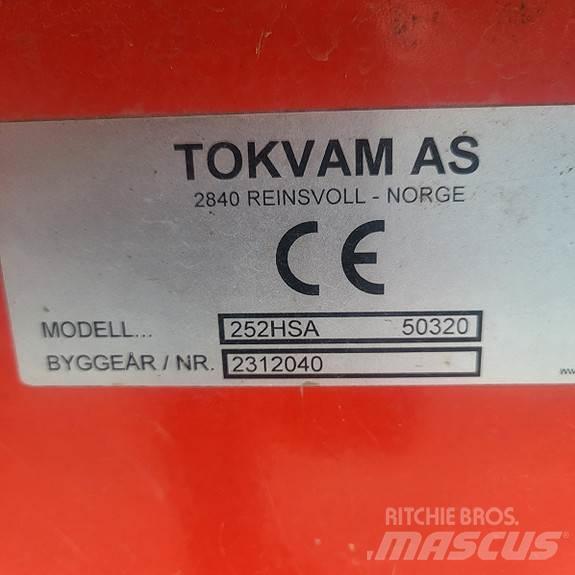 TOKVAM AS
2840 REINSVOLL - NORGE
CE
MODELL... 252HSA 50320
BYGGEÅR / NR. 2312040
RITCHIE BROS.
MASCUS